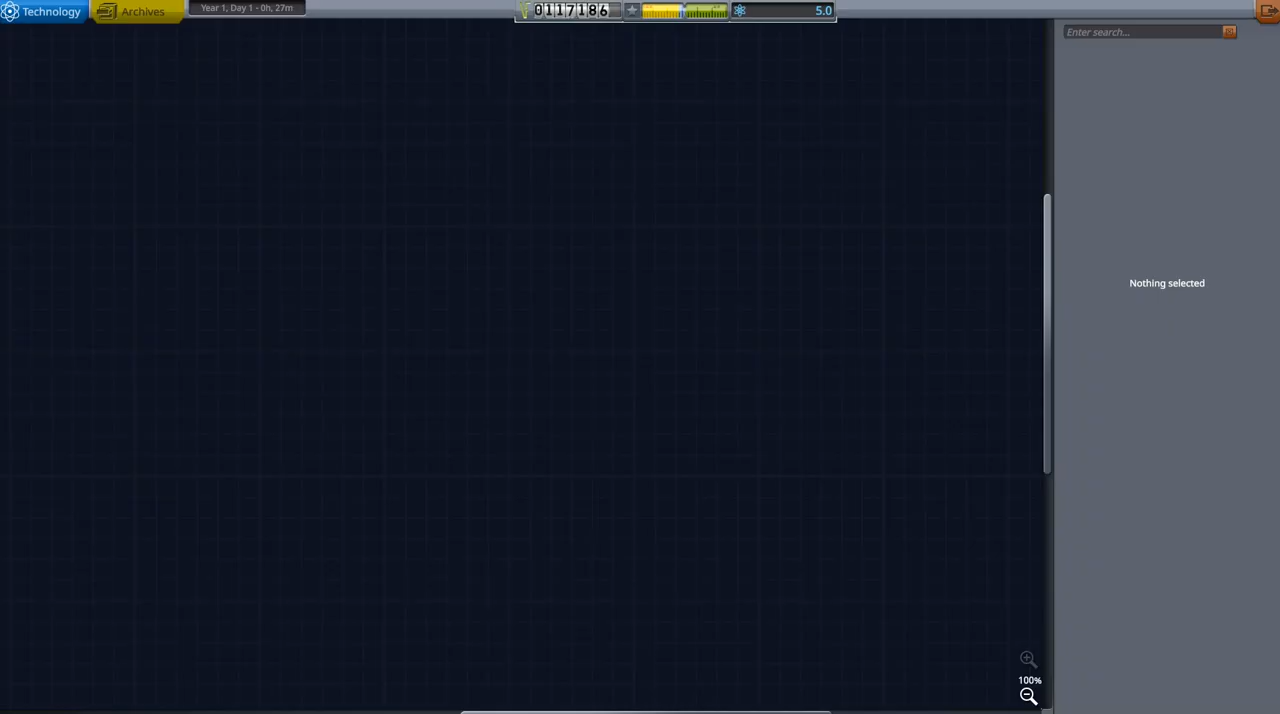 Technology
Archives
Year 1, Day 1 - 0h, 27m
0117186
5.0
Enter search...
Nothing selected
100%